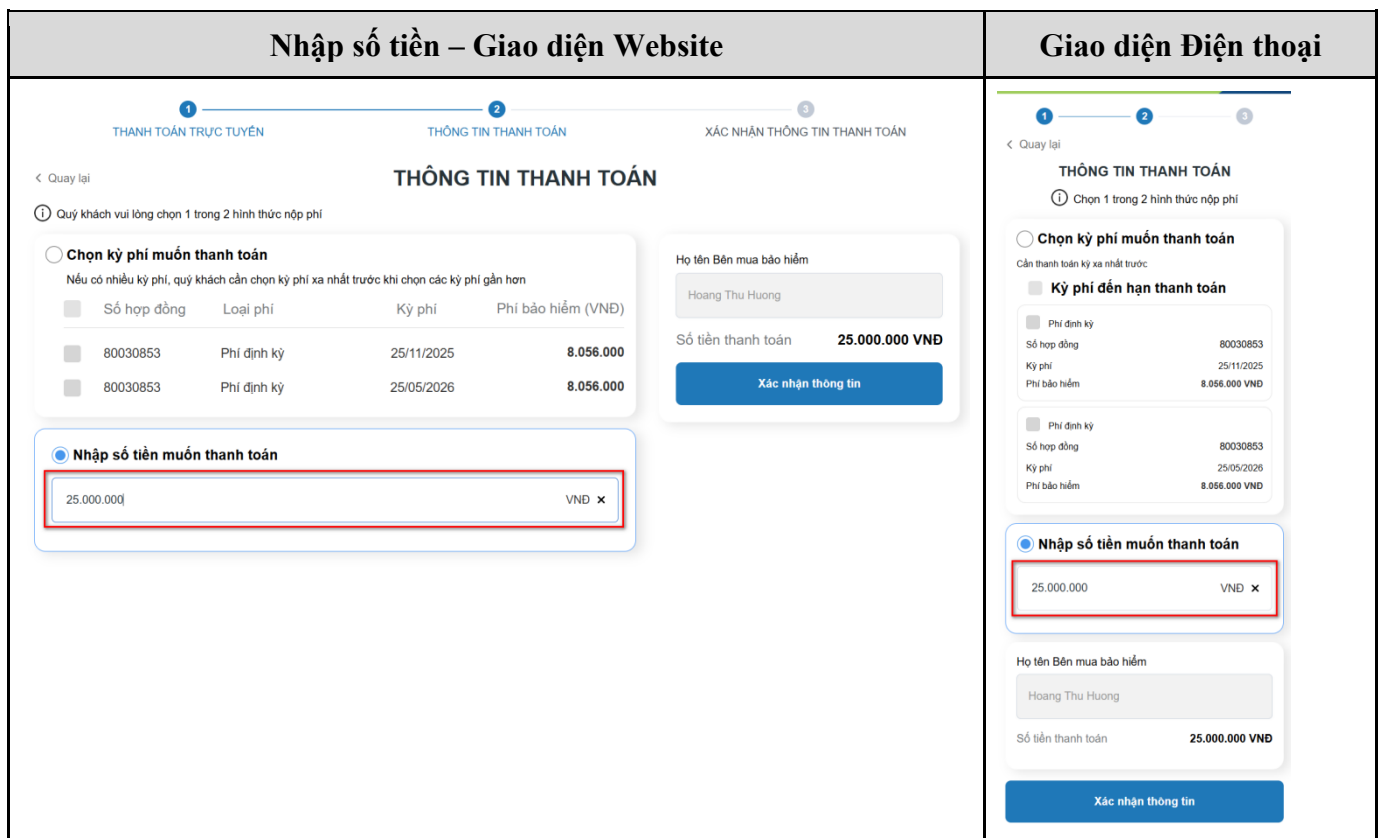 Nhập số tiền – Giao diện Website
Giao diện Điện thoại
1
2
3
THANH TOÁN TRỰC TUYẾN
THÔNG TIN THANH TOÁN
XÁC NHẬN THÔNG TIN THANH TOÁN
Quay lại
THÔNG TIN THANH TOÁN
Quý khách vui lòng chọn 1 trong 2 hình thức nộp phí
Chọn kỳ phí muốn thanh toán
Nếu có nhiều kỳ phí, quý khách cần chọn kỳ phí xa nhất trước khi chọn các kỳ phí gần hơn
Số hợp đồng Loại phí Kỳ phí Phí bảo hiểm (VNĐ)
80030853 Phí định kỳ 25/11/2025 8.056.000
80030853 Phí định kỳ 25/05/2026 8.056.000
Nhập số tiền muốn thanh toán
25.000.000 VNĐ ×
Họ tên Bên mua bảo hiểm
Hoang Thu Huong
Số tiền thanh toán 25.000.000 VNĐ
Xác nhận thông tin
1
2
3
Quay lại
THÔNG TIN THANH TOÁN
Chọn 1 trong 2 hình thức nộp phí
Chọn kỳ phí muốn thanh toán
Cần thanh toán kỳ xa nhất trước
Kỳ phí đến hạn thanh toán
Phí định kỳ
Số hợp đồng 80030853
Kỳ phí 25/11/2025
Phí bảo hiểm 8.056.000 VNĐ
Phí định kỳ
Số hợp đồng 80030853
Kỳ phí 25/05/2026
Phí bảo hiểm 8.056.000 VNĐ
Nhập số tiền muốn thanh toán
25.000.000 VNĐ ×
Họ tên Bên mua bảo hiểm
Hoang Thu Huong
Số tiền thanh toán 25.000.000 VNĐ
Xác nhận thông tin